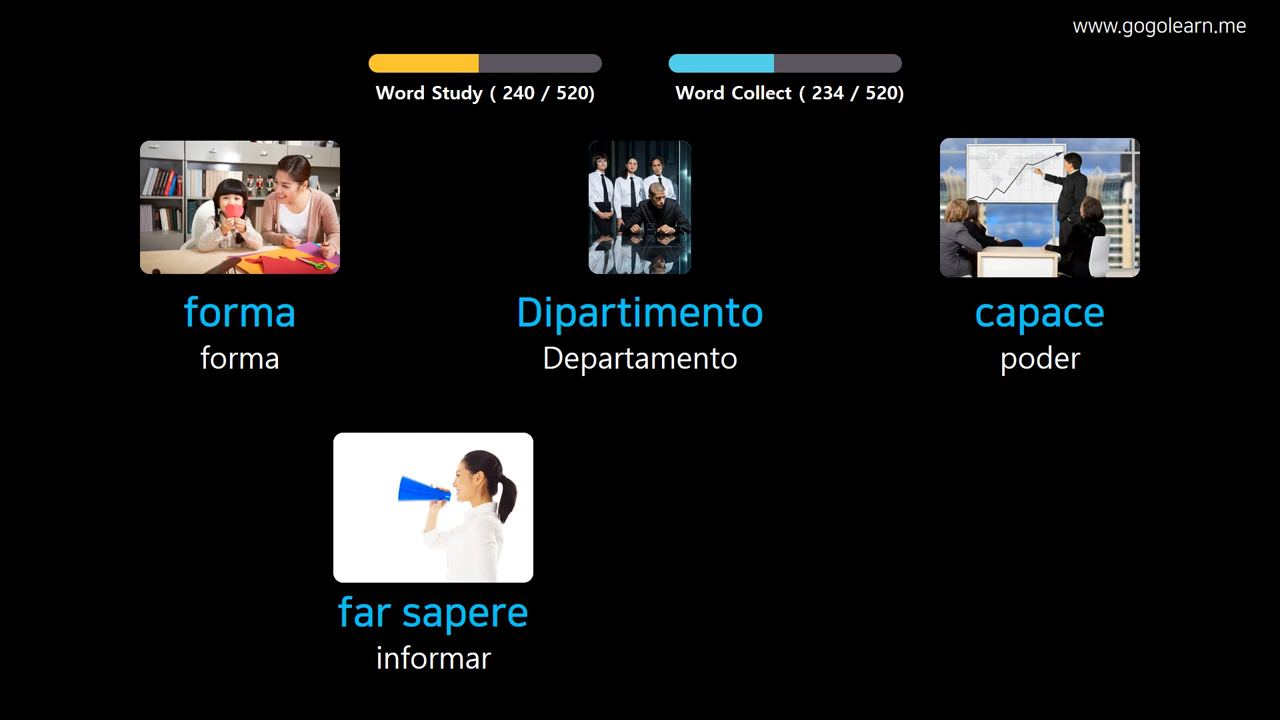 www.gogolearn.me
Word Study ( 240 / 520)
Word Collect ( 234 / 520)
forma
forma
Dipartimento
Departamento
capace
poder
far sapere
informar